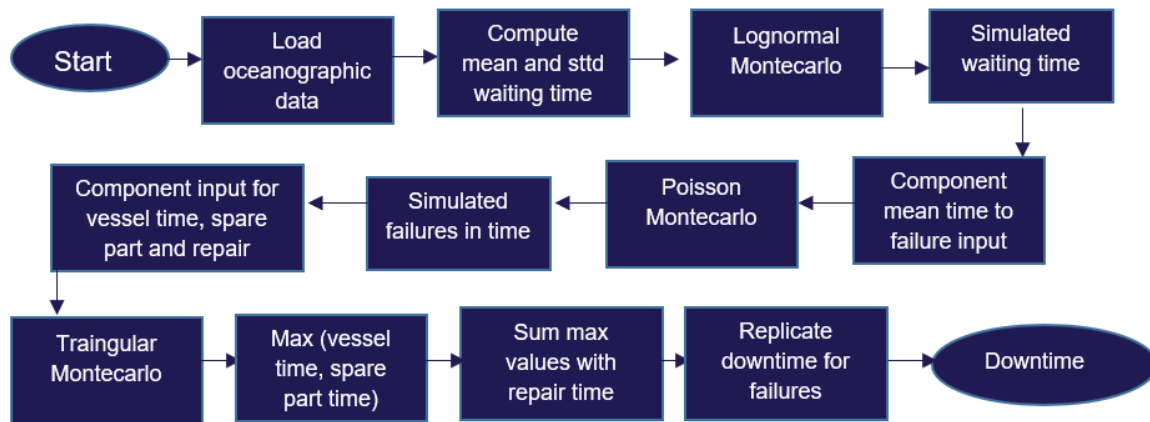 Start
Load
oceanographic
data
Compute
mean and sttd
waiting time
Lognormal
Montecarlo
Simulated
waiting time
Component
mean time to
failure input
Poisson
Montecarlo
Simulated
failures in time
Component input for
vessel time, spare
part and repair
Traingular
Montecarlo
Max (vessel
time, spare
part time)
Sum max
values with
repair time
Replicate
downtime for
failures
Downtime